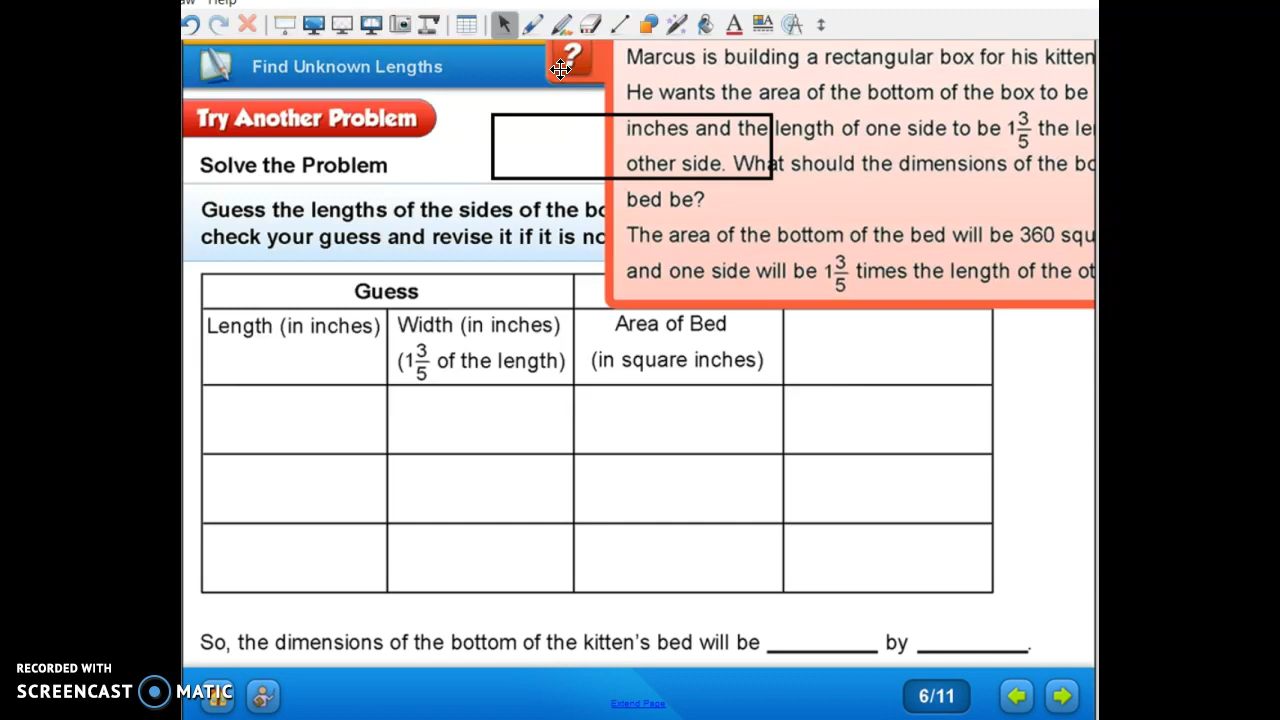 Help
Find Unknown Lengths
?
Marcus is building a rectangular box for his kitten
He wants the area of the bottom of the box to be
inches and the length of one side to be 1 3/5 the
other side. What should the dimensions of the
bed be?
The area of the bottom of the bed will be 360
and one side will be 1 3/5 times the length of the
Try Another Problem
Solve the Problem
Guess the lengths of the sides of the
check your guess and revise it if it is
Guess
Length (in inches) Width (in inches) Area of Bed
(1 3/5 of the length) (in square inches)
So, the dimensions of the bottom of the kitten's bed will be ________ by ________.
RECORDED WITH
SCREENCAST MATIC
Extend Page
6/11